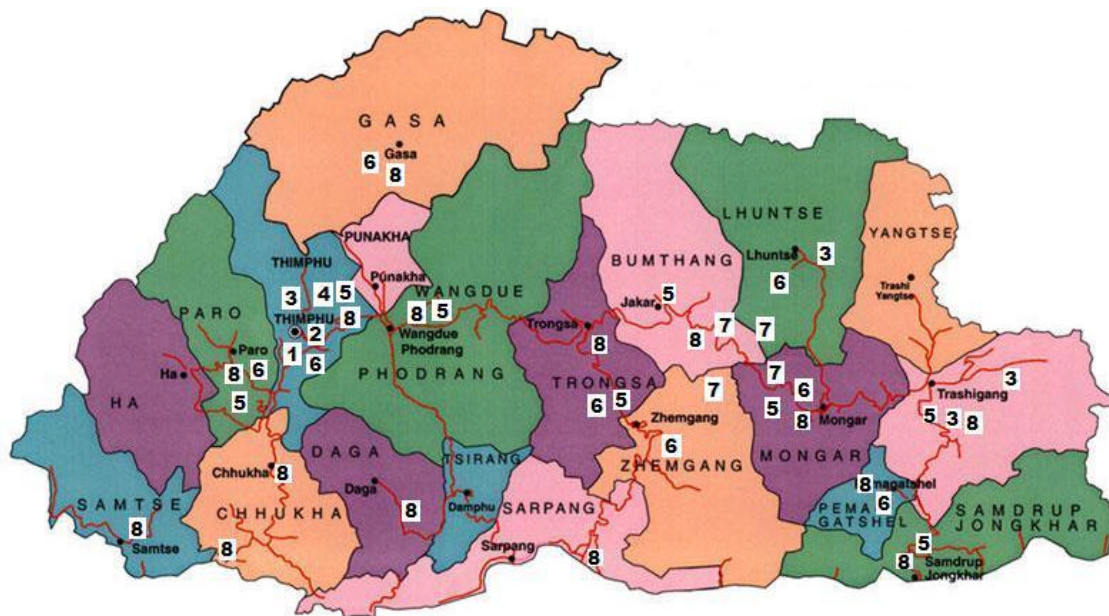 GASA
Gasa
6
8
PUNAKHA
Punakha
THIMPHU
3 4 5
THIMPHU
2
8
1
6
WANGDUE
8 5
Wangdue
Phodrang
PHODRANG
PARO
Paro
8 6
5
Ha
HA
LHUNTSE
Lhuntse
3
6
YANGTSE
Trashi
Yangtse
BUMTHANG
Jakar
5
8
7
7
Trongsa
8
TRONGSA
6 5
7
7
6
5
8
Mongar
MONGAR
3
Trashigang
5 3 8
Zhemgang
6
ZHEMGANG
DAGA
Daga
8
TSIRANG
Damphu
Chhukha
8
CHHUKHA
8
SAMTSE
8
Samtse
SARPANG
Sarpang
8
8
6
PEMA
GATSHEL
SAMDRUP
JONGKHAR
5
8
Samdrup
Jongkhar